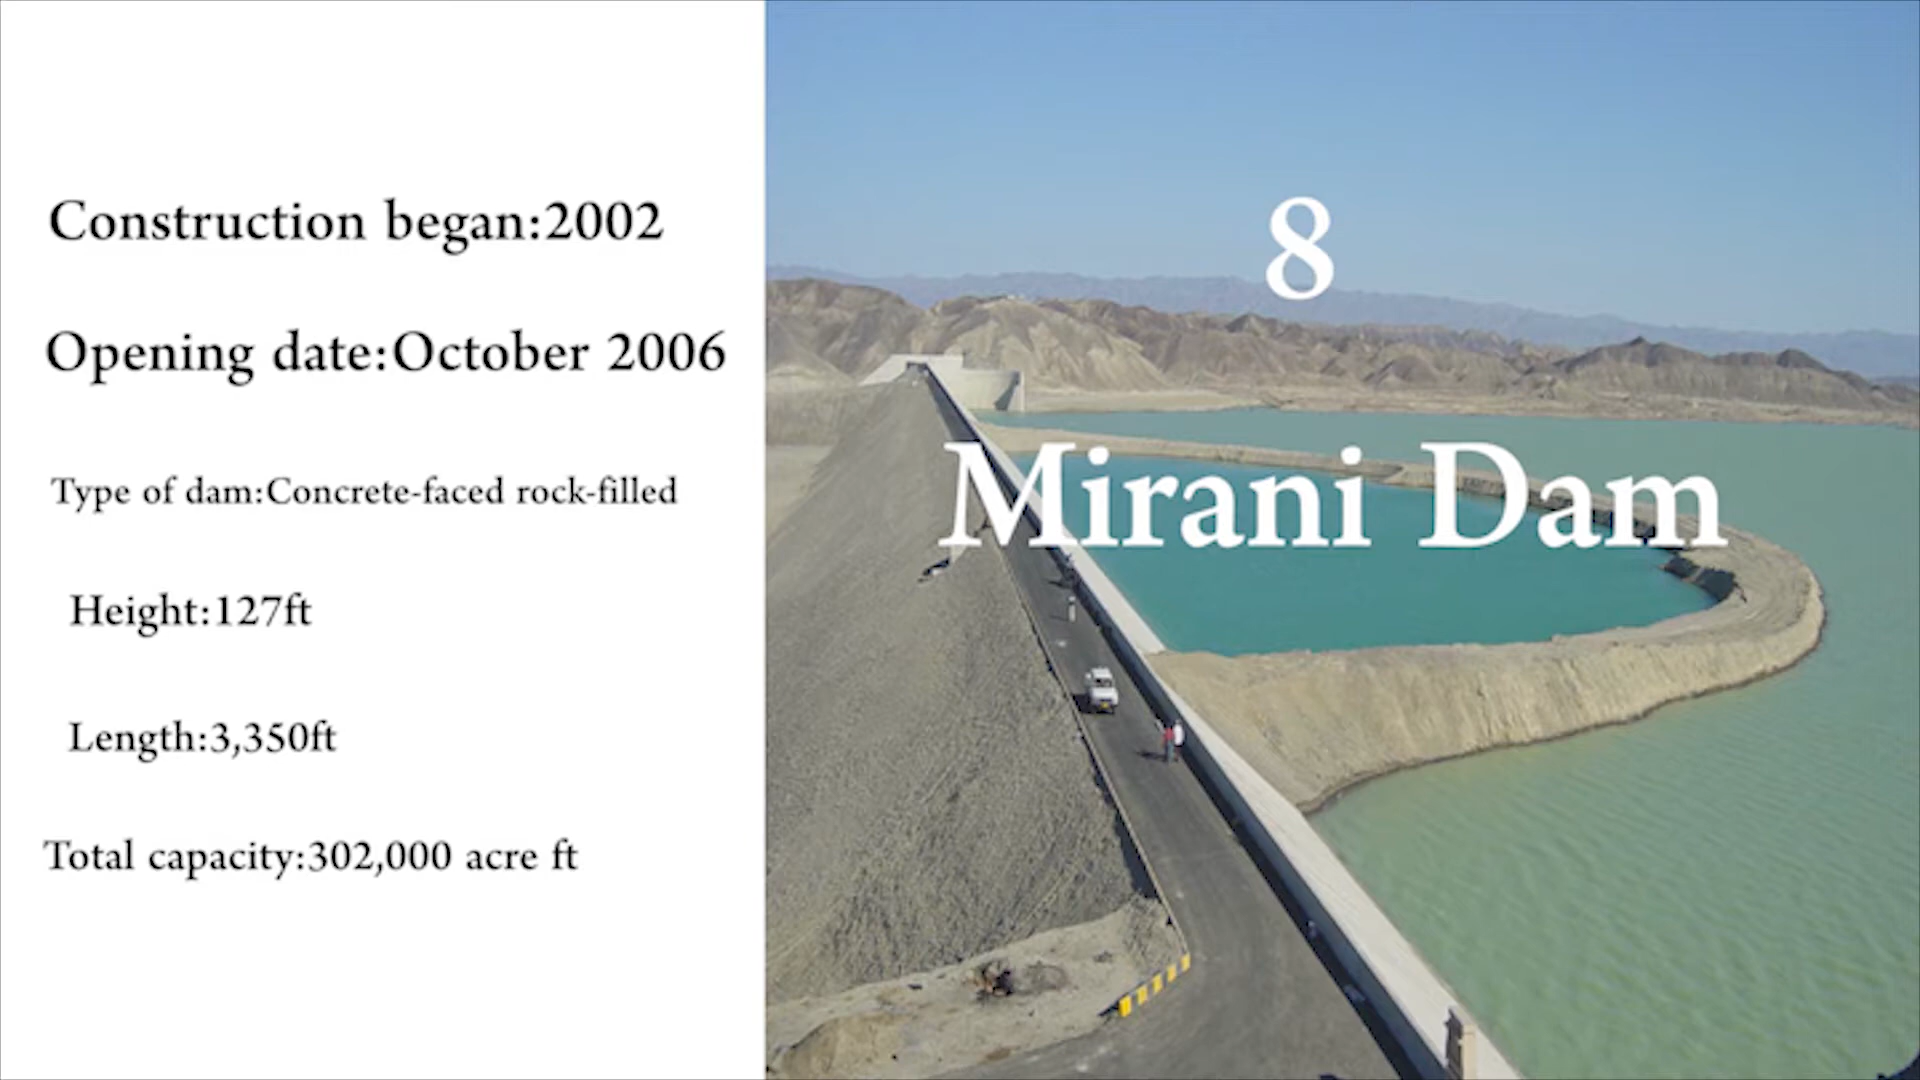 Construction began:2002
Opening date:October 2006
Type of dam:Concrete-faced rock-filled
Height:127ft
Length:3,350ft
Total capacity:302,000 acre ft
8
Mirani Dam